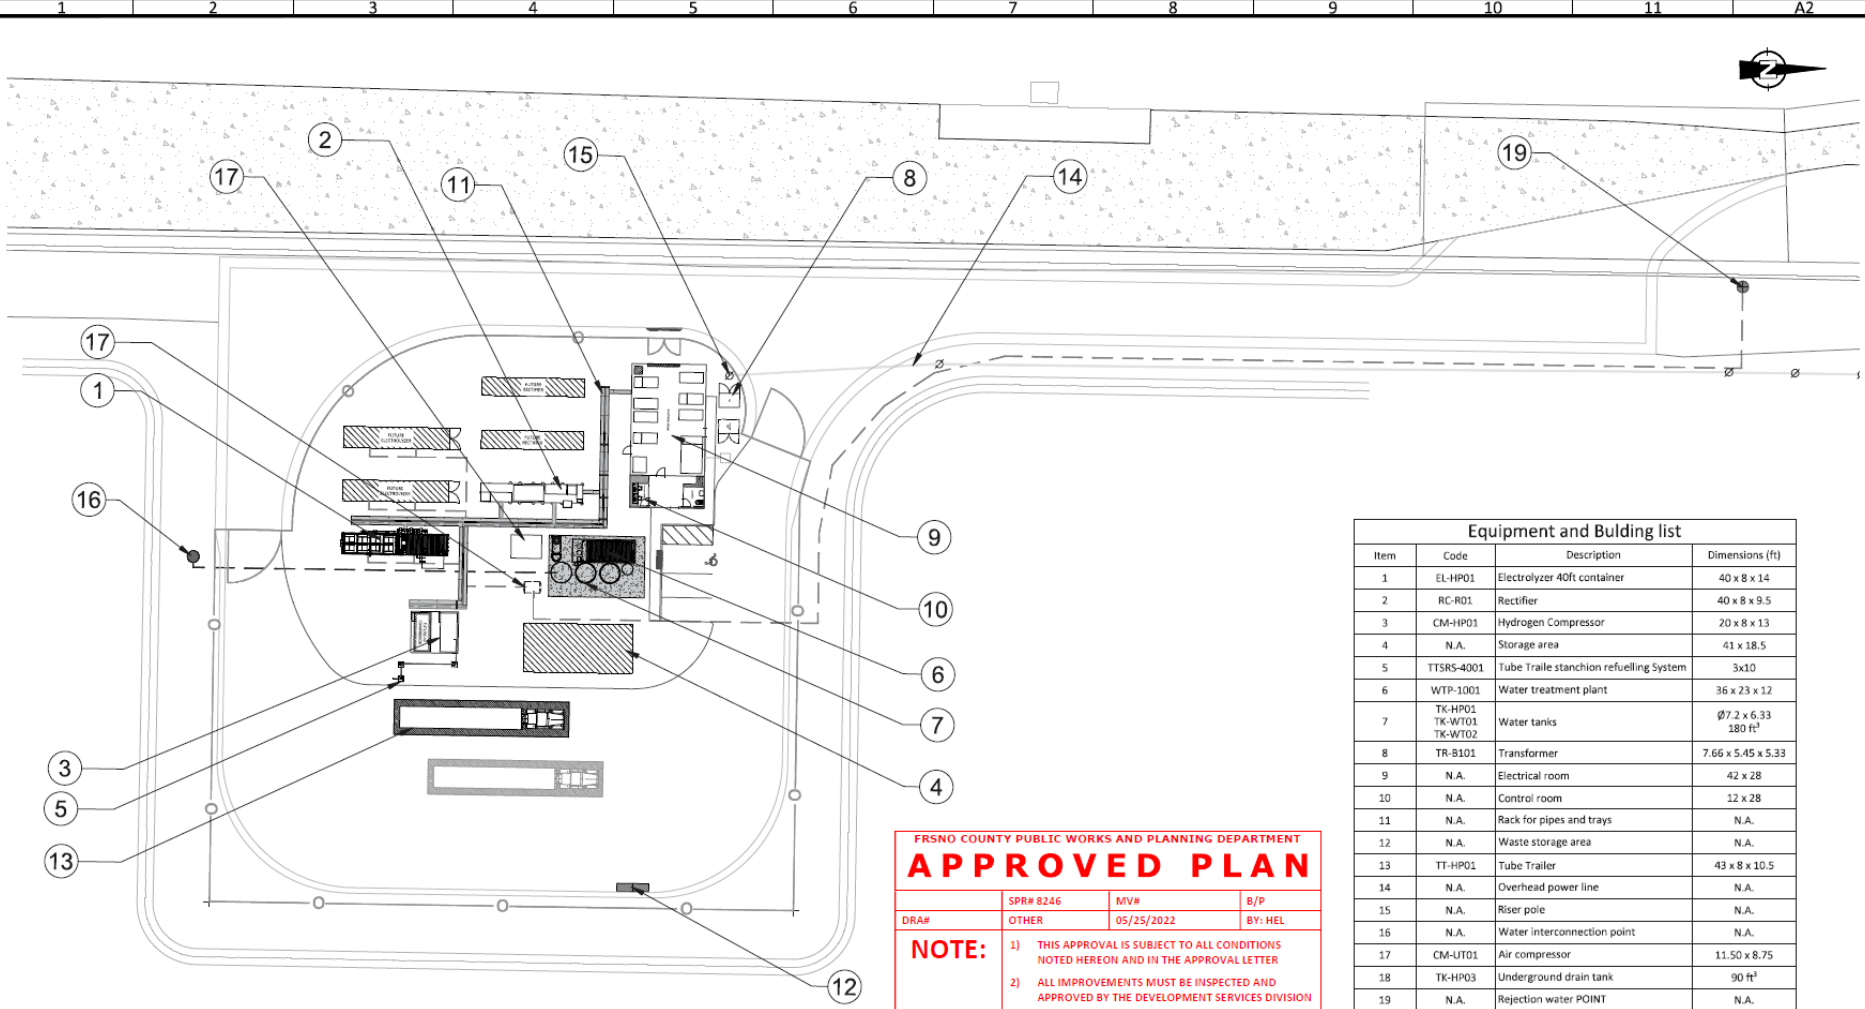 1 2 3 4 5 6 7 8 9 10 11 A2
Z
2
15
17
11
8
14
19
17
1
16
FUTURE
RECTIFIER
FUTURE
RECTIFIER
FUTURE
ELECTROLYZER
FUTURE
ELECTROLYZER
9
10
6
7
4
3
5
13
12
Equipment and Bulding list
Item Code Description Dimensions (ft)
1 EL-HP01 Electrolyzer 40ft container 40 x 8 x 14
2 RC-R01 Rectifier 40 x 8 x 9.5
3 CM-HP01 Hydrogen Compressor 20 x 8 x 13
4 N.A. Storage area 41 x 18.5
5 TTSRS-4001 Tube Traile stanchion refuelling System 3x10
6 WTP-1001 Water treatment plant 36 x 23 x 12
7 TK-HP01 TK-WT01 TK-WT02 Water tanks Ø7.2 x 6.33 180 ft³
8 TR-B101 Transformer 7.66 x 5.45 x 5.33
9 N.A. Electrical room 42 x 28
10 N.A. Control room 12 x 28
11 N.A. Rack for pipes and trays N.A.
12 N.A. Waste storage area N.A.
13 TT-HP01 Tube Trailer 43 x 8 x 10.5
14 N.A. Overhead power line N.A.
15 N.A. Riser pole N.A.
16 N.A. Water interconnection point N.A.
17 CM-UT01 Air compressor 11.50 x 8.75
18 TK-HP03 Underground drain tank 90 ft³
19 N.A. Rejection water POINT N.A.
FRSNO COUNTY PUBLIC WORKS AND PLANNING DEPARTMENT
APPROVED PLAN
SPR# 8246 MV# B/P
DRA# OTHER 05/25/2022 BY: HEL
NOTE:
1) THIS APPROVAL IS SUBJECT TO ALL CONDITIONS
NOTED HEREON AND IN THE APPROVAL LETTER
2) ALL IMPROVEMENTS MUST BE INSPECTED AND
APPROVED BY THE DEVELOPMENT SERVICES DIVISION